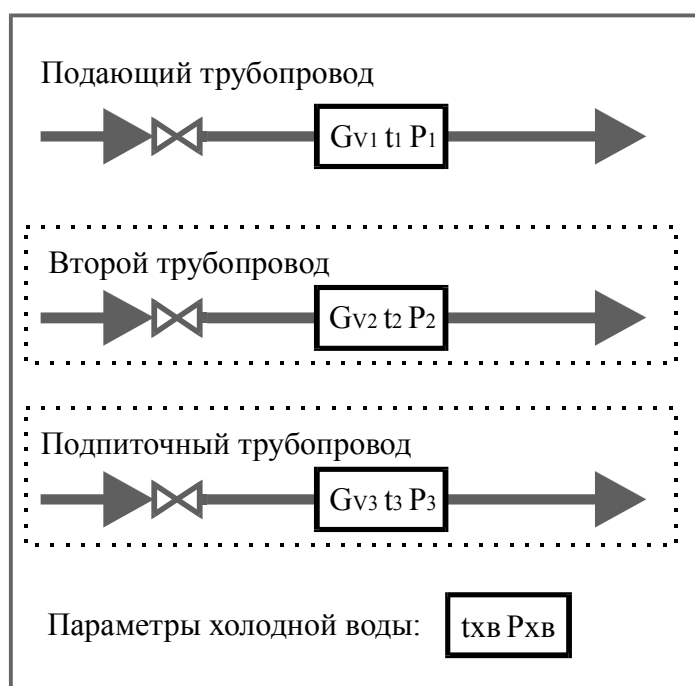 Подающий трубопровод
Gv1 t1 P1
Второй трубопровод
Gv2 t2 P2
Подпиточный трубопровод
Gv3 t3 P3
Параметры холодной воды: tхв Pхв